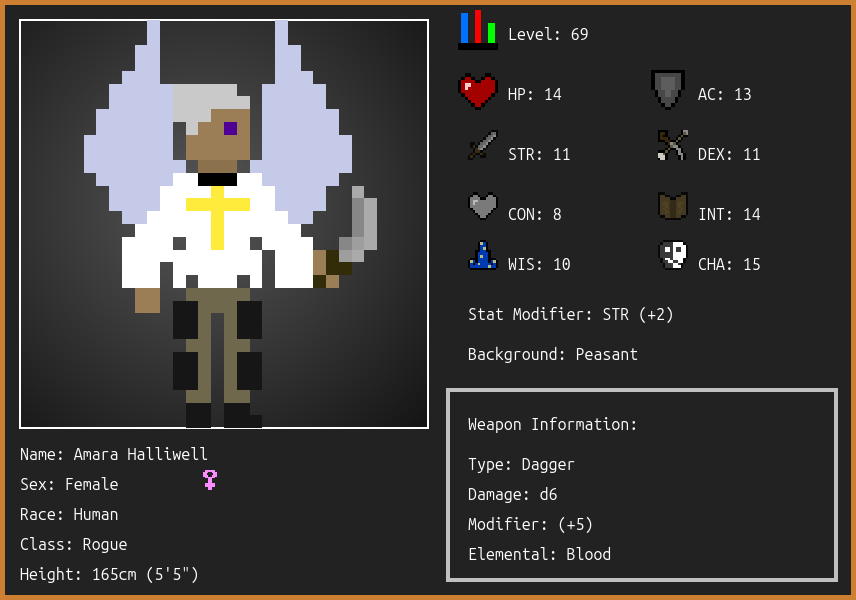 Level: 69
HP: 14
AC: 13
STR: 11
DEX: 11
CON: 8
INT: 14
WIS: 10
CHA: 15
Stat Modifier: STR (+2)
Background: Peasant
Weapon Information:
Type: Dagger
Damage: d6
Modifier: (+5)
Elemental: Blood
Name: Amara Halliwell
Sex: Female
Race: Human
Class: Rogue
Height: 165cm (5'5")